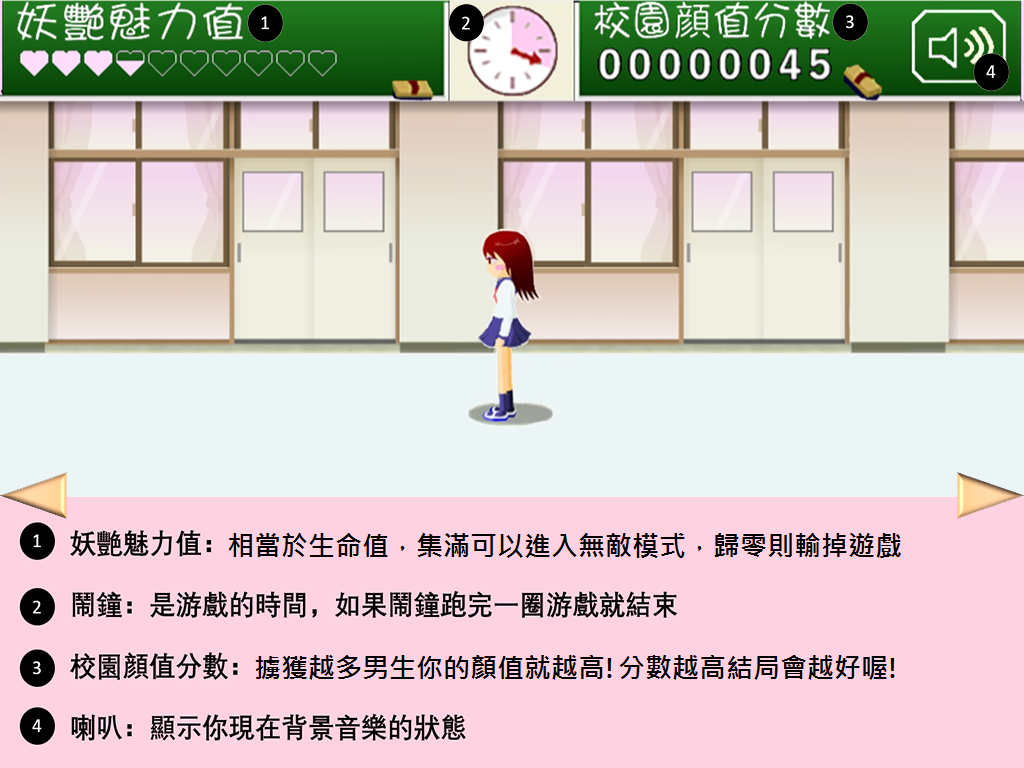 妖艷魅力值 1
2
校園顏值分數 3
00000045
4
1 妖艷魅力值：相當於生命值，集滿可以進入無敵模式，歸零則輸掉遊戲
2 鬧鐘：是游戲的時間，如果鬧鐘跑完一圈游戲就結束
3 校園顏值分數：擄獲越多男生你的顏值就越高! 分數越高結局會越好喔!
4 喇叭：顯示你現在背景音樂的狀態